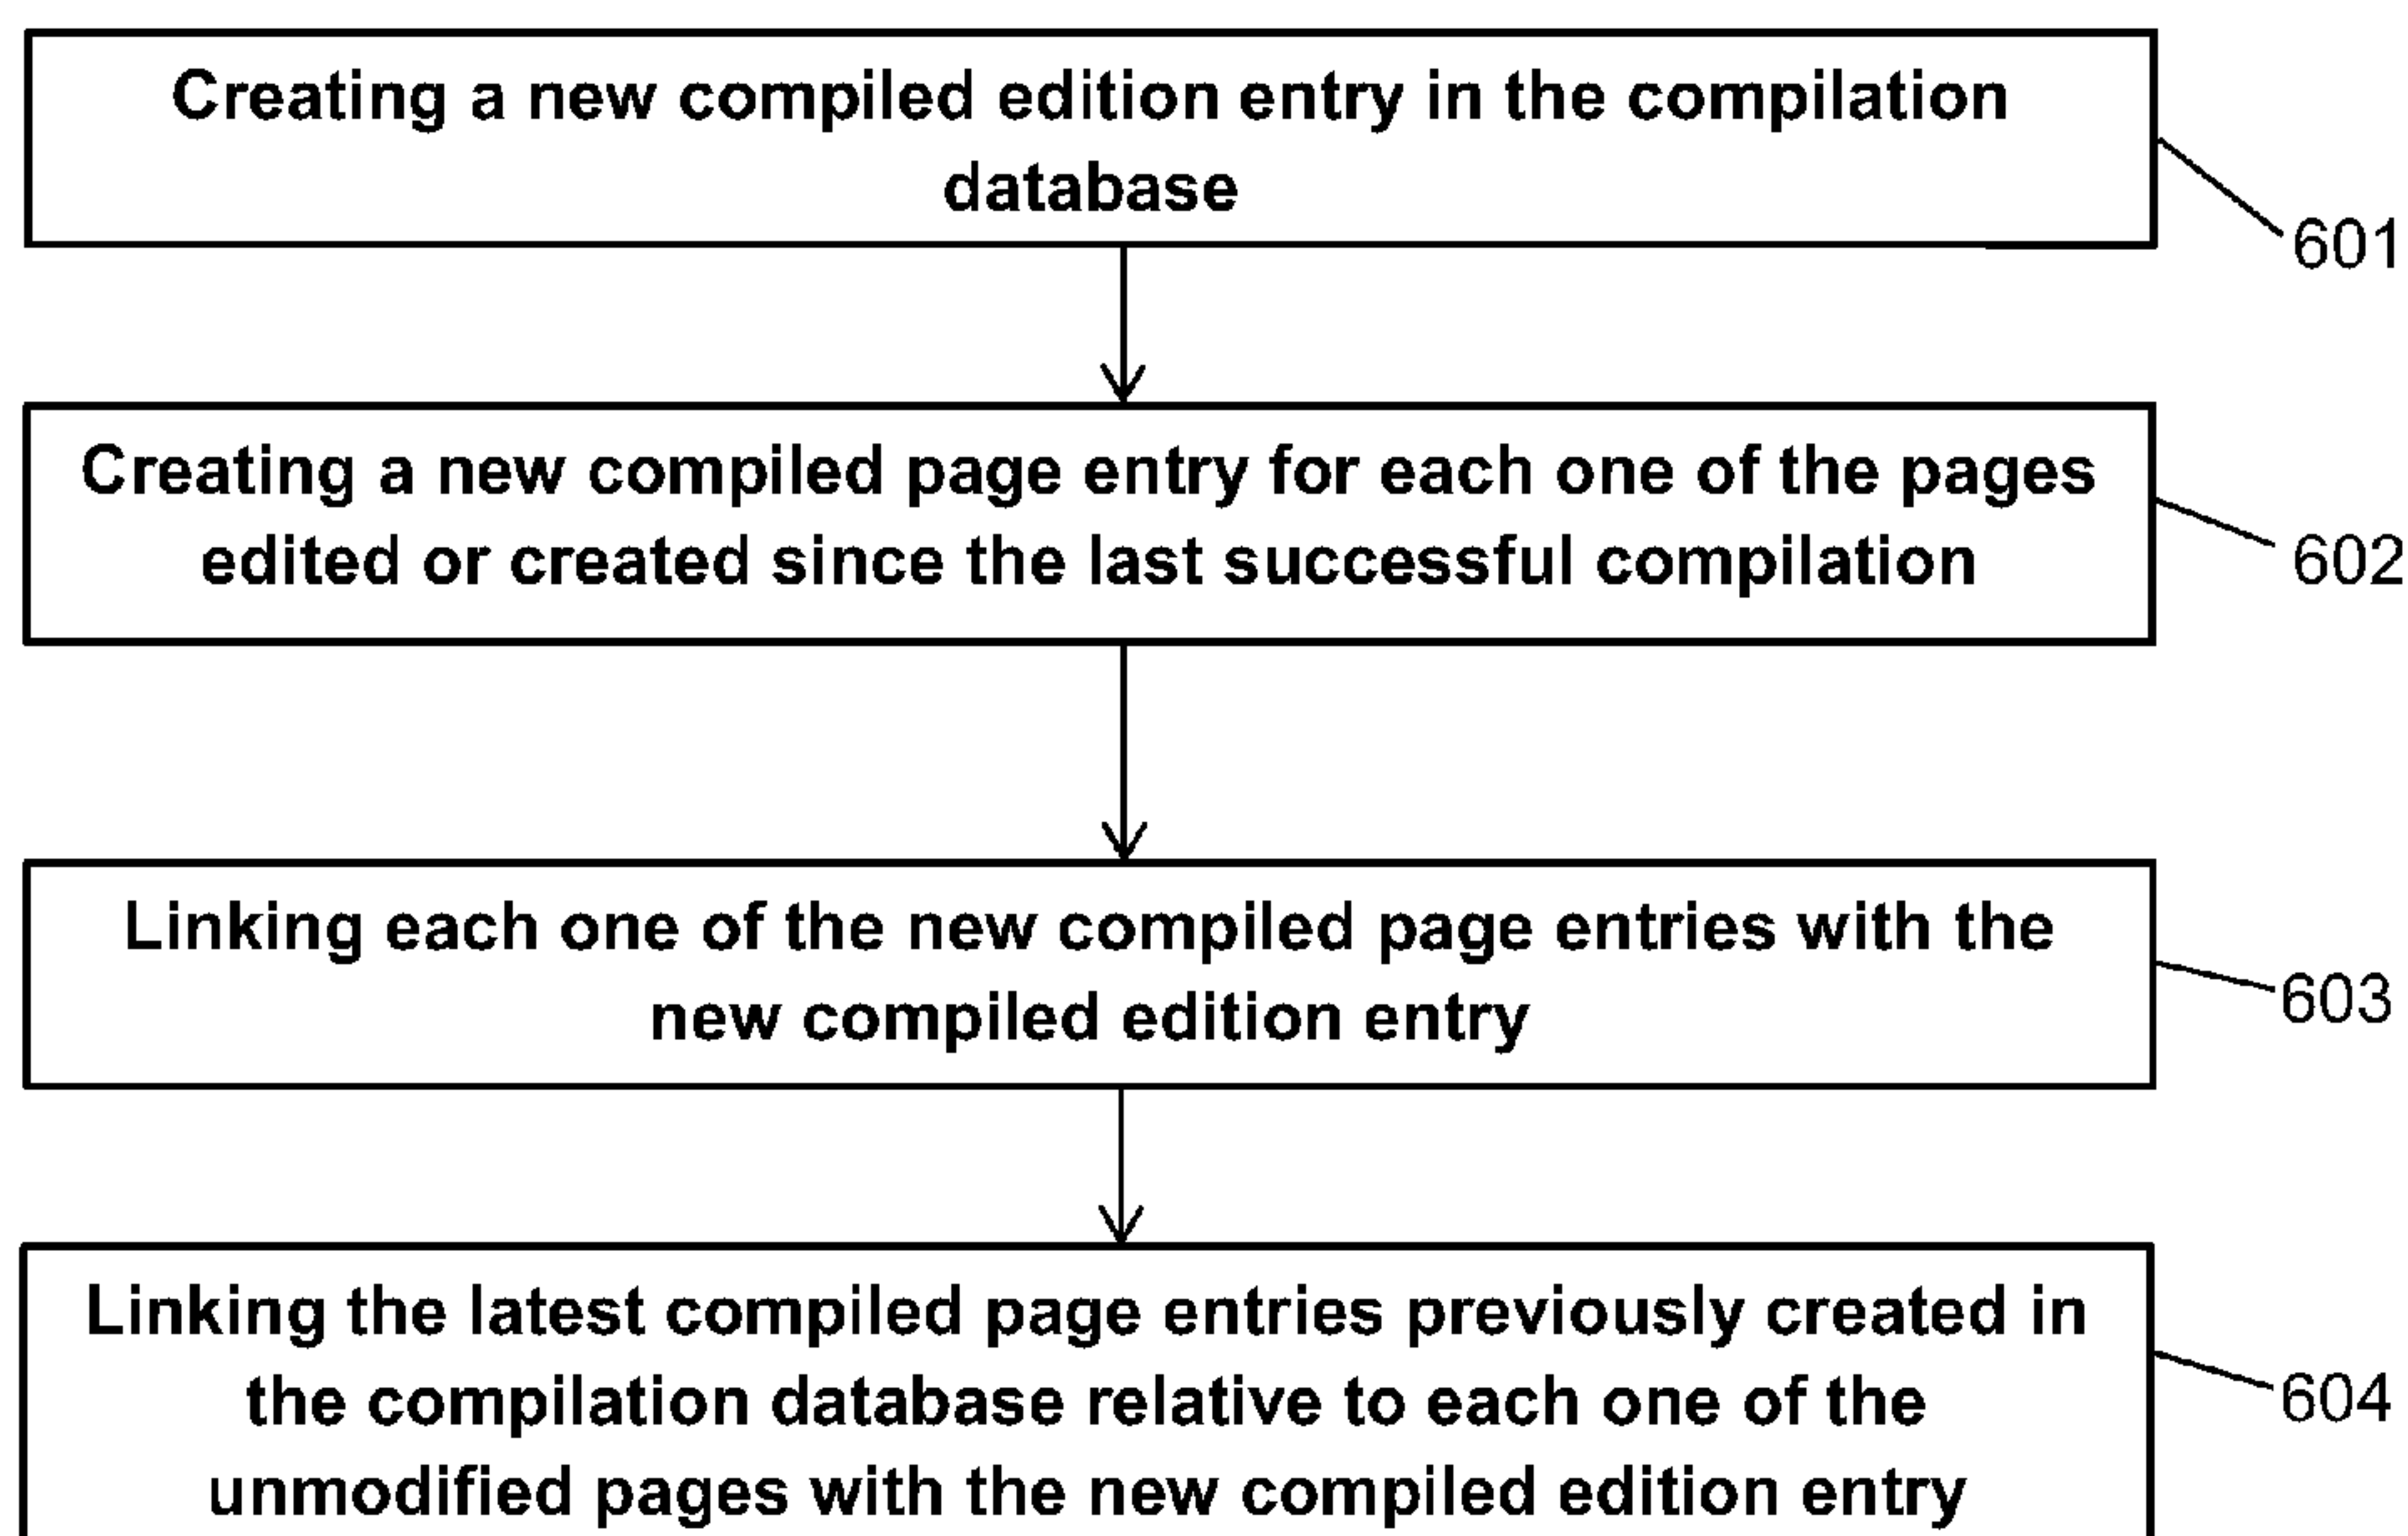 Creating a new compiled edition entry in the compilation
database
601
Creating a new compiled page entry for each one of the pages
edited or created since the last successful compilation
602
Linking each one of the new compiled page entries with the
new compiled edition entry
603
Linking the latest compiled page entries previously created in
the compilation database relative to each one of the
unmodified pages with the new compiled edition entry
604